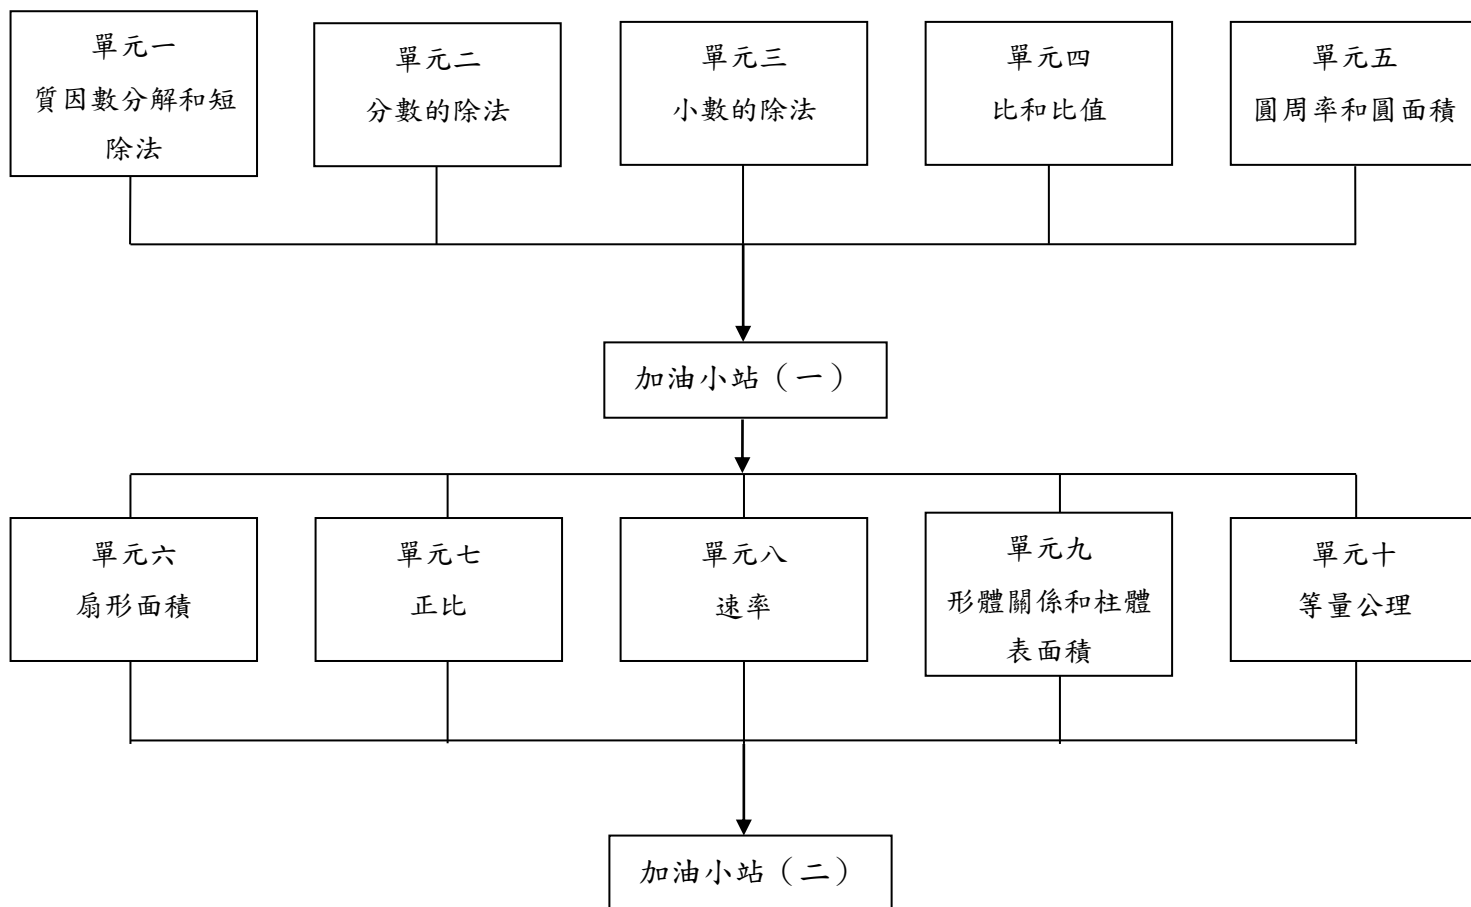 單元一
質因數分解和短
除法
單元二
分數的除法
單元三
小數的除法
單元四
比和比值
單元五
圓周率和圓面積
加油小站（一）
單元六
扇形面積
單元七
正比
單元八
速率
單元九
形體關係和柱體
表面積
單元十
等量公理
加油小站（二）